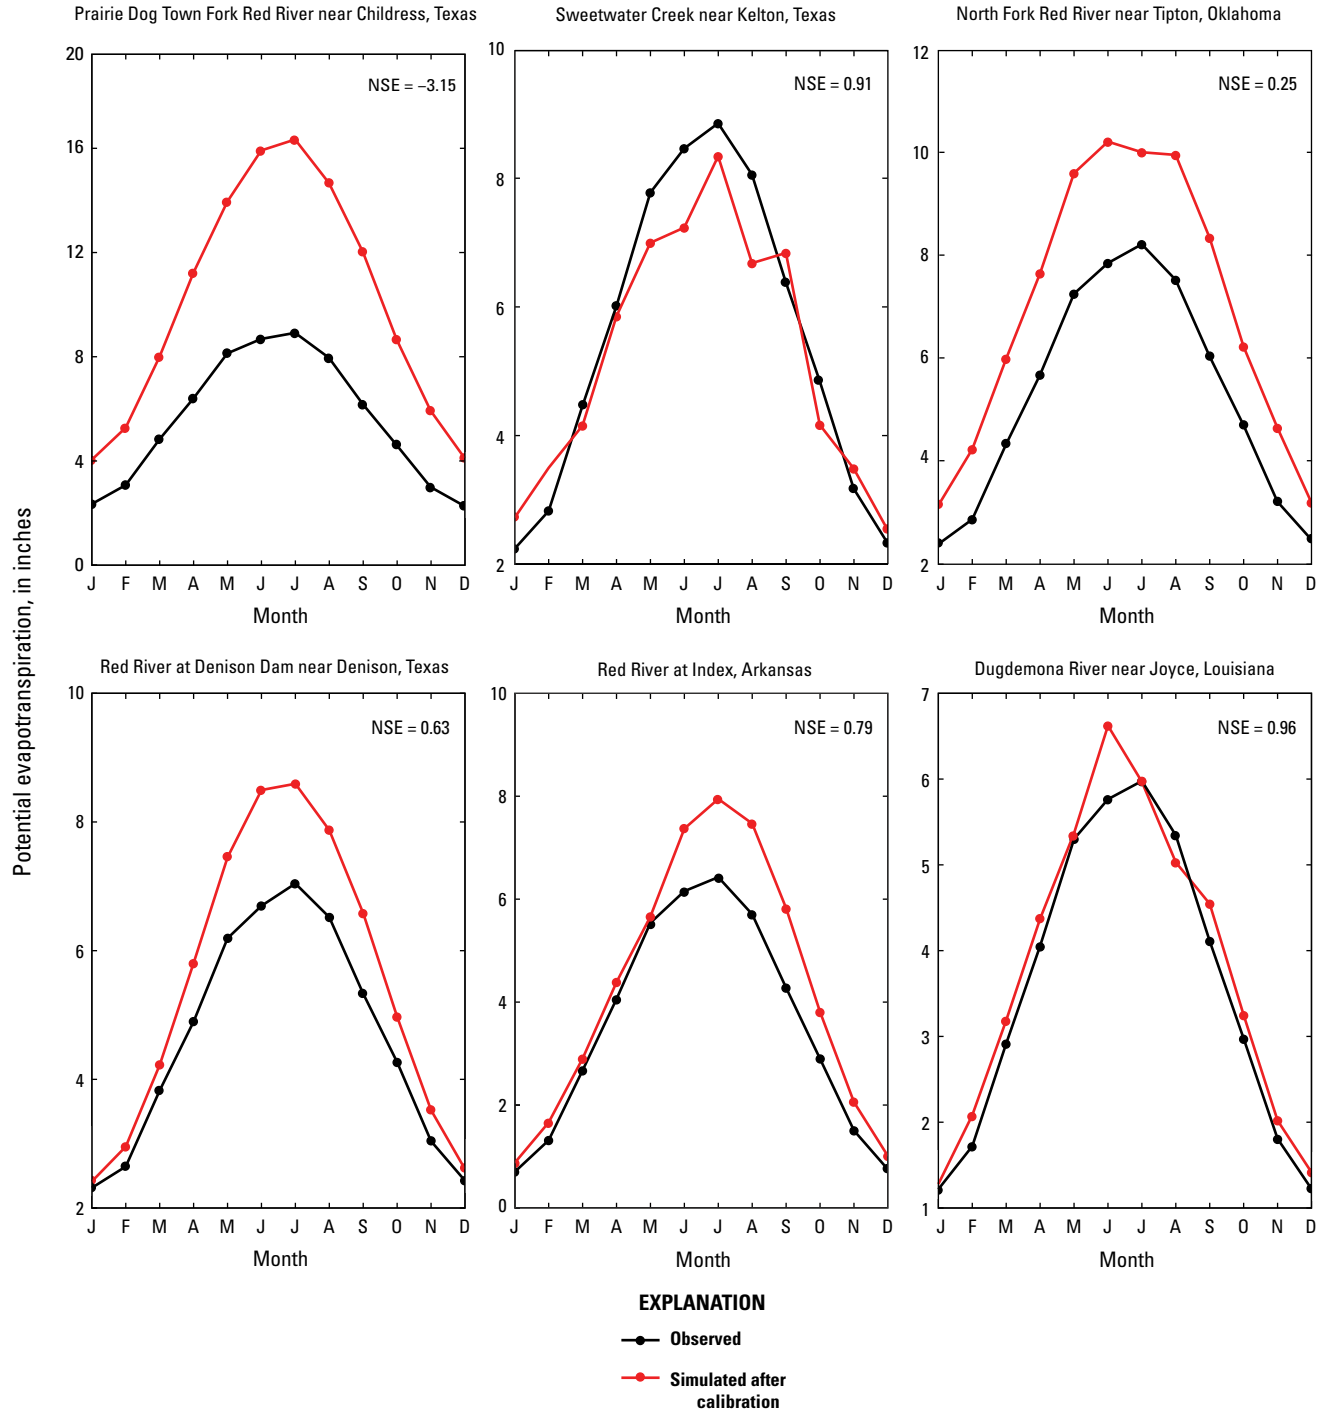 Prairie Dog Town Fork Red River near Childress, Texas
20
16
12
8
4
0
NSE = −3.15
J F M A M J J A S O N D
Month
Sweetwater Creek near Kelton, Texas
10
8
6
4
2
NSE = 0.91
J F M A M J J A S O N D
Month
North Fork Red River near Tipton, Oklahoma
12
10
8
6
4
2
NSE = 0.25
J F M A M J J A S O N D
Month
Potential evapotranspiration, in inches
Red River at Denison Dam near Denison, Texas
10
8
6
4
2
NSE = 0.63
J F M A M J J A S O N D
Month
Red River at Index, Arkansas
10
8
6
4
2
0
NSE = 0.79
J F M A M J J A S O N D
Month
Dugdemona River near Joyce, Louisiana
7
6
5
4
3
2
1
NSE = 0.96
J F M A M J J A S O N D
Month
EXPLANATION
Observed
Simulated after
calibration